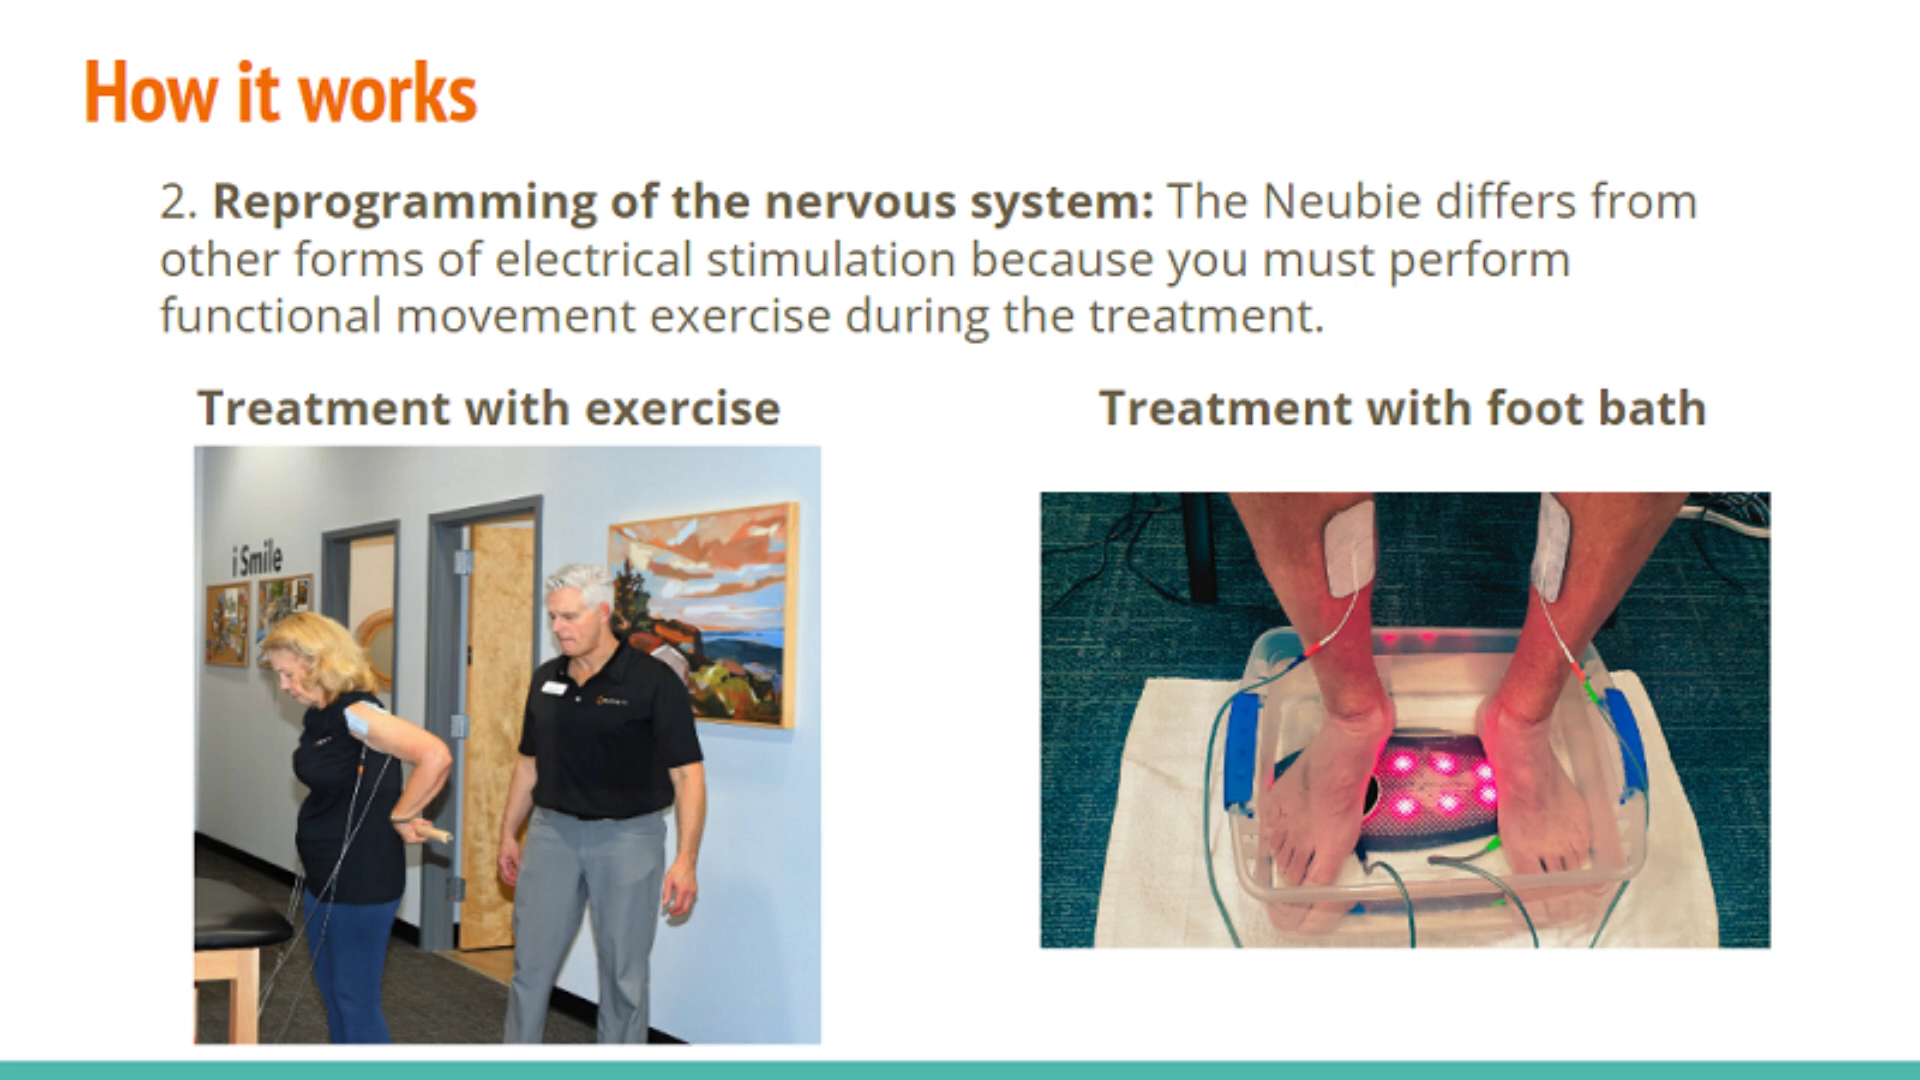 How it works
2. Reprogramming of the nervous system: The Neubie differs from
other forms of electrical stimulation because you must perform
functional movement exercise during the treatment.
Treatment with exercise
Treatment with foot bath
i Smile